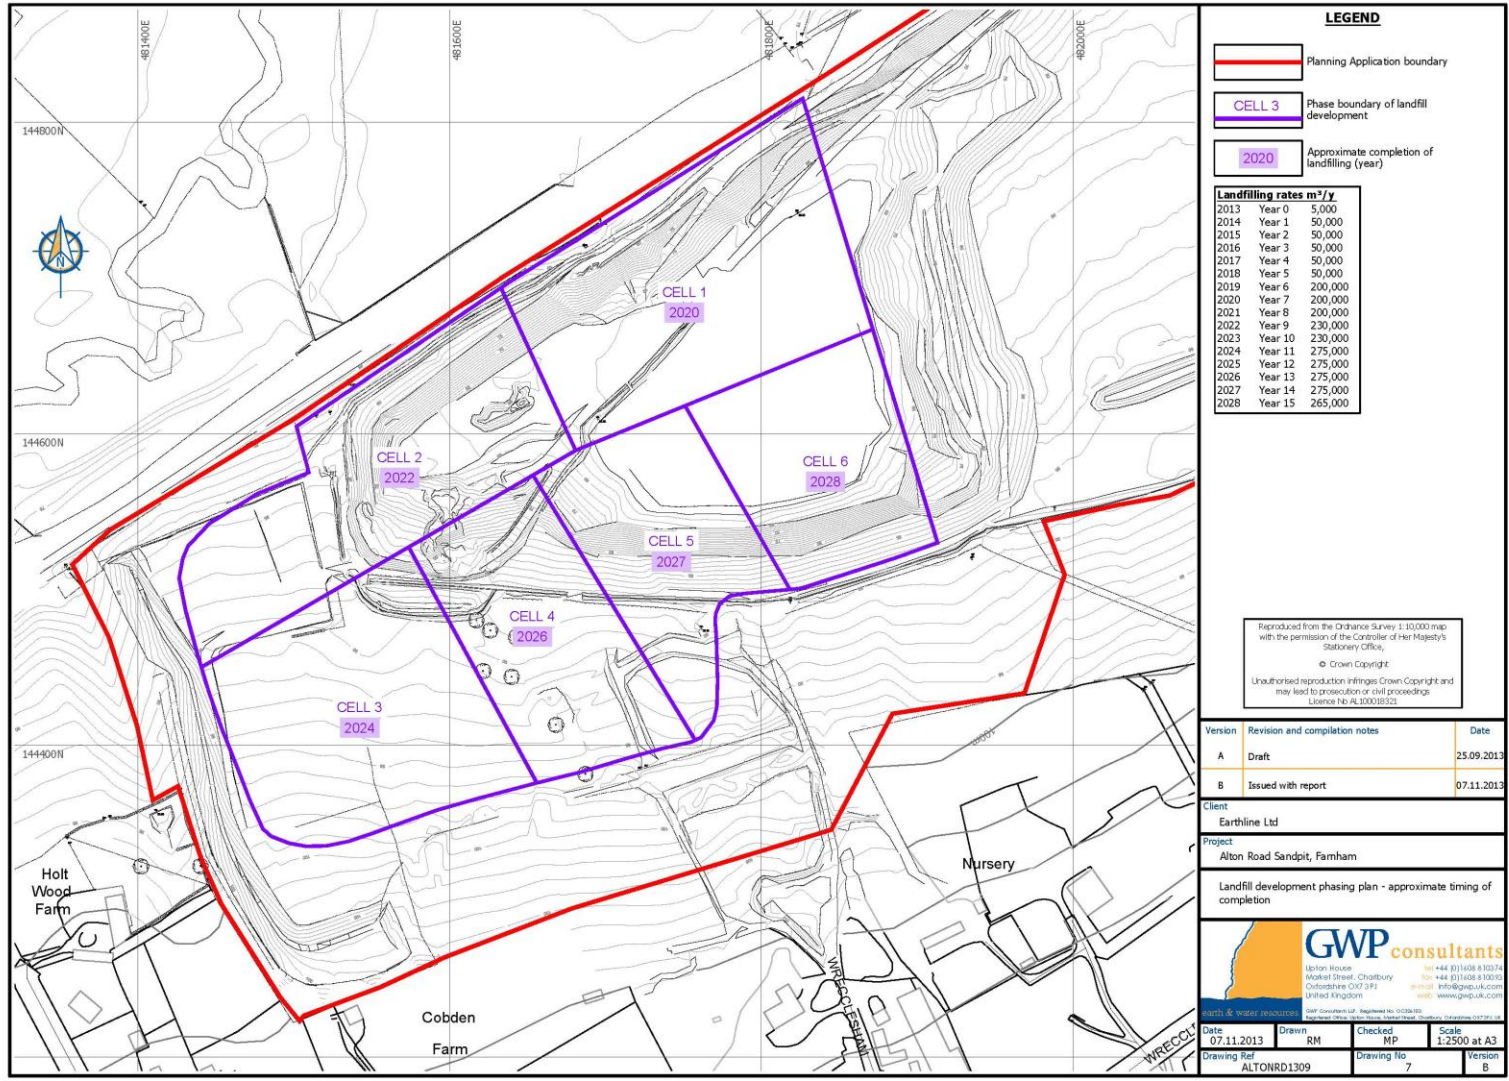 481400E
481600E
481800E
482000E
144800N
144600N
144400N
N
CELL 1
2020
CELL 2
2022
CELL 6
2028
CELL 5
2027
CELL 4
2026
CELL 3
2024
Holt
Wood
Farm
Cobden
Farm
Nursery
WRECCLESHAM
LEGEND
Planning Application boundary
CELL 3
Phase boundary of landfill
development
2020
Approximate completion of
landfilling (year)
Landfilling rates m³/y
2013 Year 0 5,000
2014 Year 1 50,000
2015 Year 2 50,000
2016 Year 3 50,000
2017 Year 4 50,000
2018 Year 5 50,000
2019 Year 6 200,000
2020 Year 7 200,000
2021 Year 8 200,000
2022 Year 9 230,000
2023 Year 10 230,000
2024 Year 11 275,000
2025 Year 12 275,000
2026 Year 13 275,000
2027 Year 14 275,000
2028 Year 15 265,000
Reproduced from the Ordnance Survey 1:10,000 map
with the permission of the Controller of Her Majesty's
Stationery Office,
© Crown Copyright
Unauthorised reproduction infringes Crown Copyright and
may lead to prosecution or civil proceedings
Licence No AL100018321
Version Revision and compilation notes Date
A Draft 25.09.2013
B Issued with report 07.11.2013
Client
Earthline Ltd
Project
Alton Road Sandpit, Farnham
Landfill development phasing plan - approximate timing of
completion
GWP consultants
earth & water resources
Upton House
Market Street, Charlbury
Oxfordshire OX7 3PJ
United Kingdom
tel +44 (0)1608 810374
fax +44 (0)1608 810093
e-mail info@gwp.uk.com
web www.gwp.uk.com
Date Drawn Checked Scale
07.11.2013 RM MP 1:2500 at A3
Drawing Ref Drawing No Version
ALTONRD1309 7 B